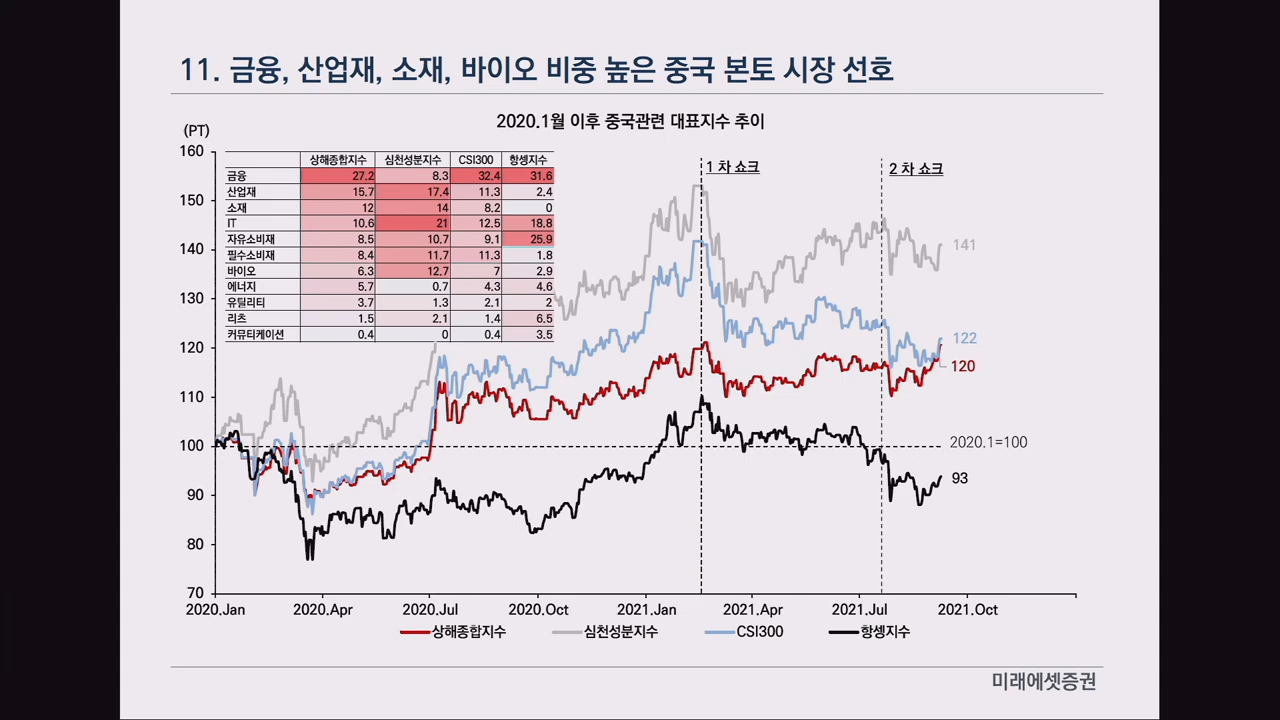 11. 금융, 산업재, 소재, 바이오 비중 높은 중국 본토 시장 선호
2020.1월 이후 중국관련 대표지수 추이
(PT)
160
150
140
130
120
110
100
90
80
70
상해종합지수 심천성분지수 CSI300 항셍지수
금융 27.2 8.3 32.4 31.6
산업재 15.7 17.4 11.3 2.4
소재 12 14 8.2 0
IT 10.6 21 12.5 18.8
자유소비재 8.5 10.7 9.1 25.9
필수소비재 8.4 11.7 11.3 1.8
바이오 6.3 12.7 7 2.9
에너지 5.7 0.7 4.3 4.6
유틸리티 3.7 1.3 2.1 2
리츠 1.5 2.1 1.4 6.5
커뮤티케이션 0.4 0 0.4 3.5
1 차 쇼크
2 차 쇼크
141
122
120
2020.1=100
93
2020.Jan 2020.Apr 2020.Jul 2020.Oct 2021.Jan 2021.Apr 2021.Jul 2021.Oct
상해종합지수 심천성분지수 CSI300 항셍지수
미래에셋증권